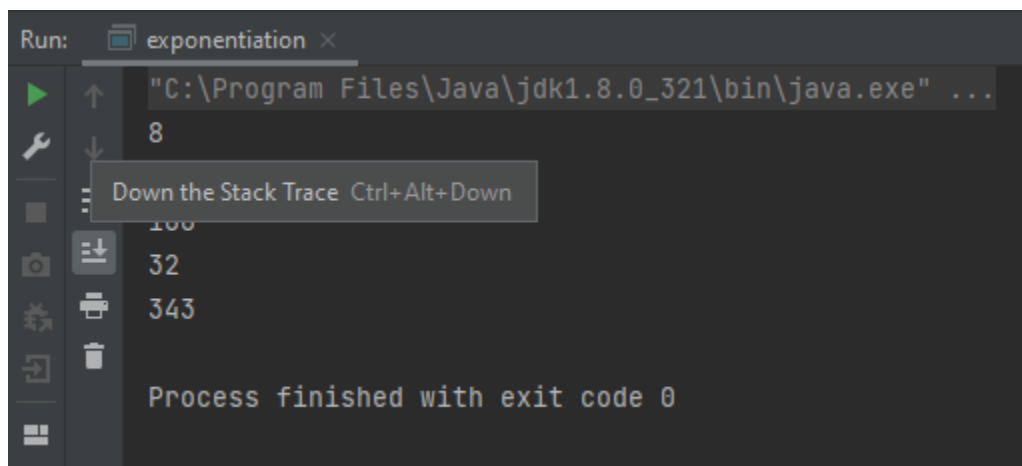 Run: exponentiation ×
"C:\Program Files\Java\jdk1.8.0_321\bin\java.exe" ...
8
Down the Stack Trace Ctrl+Alt+Down
32
343
Process finished with exit code 0